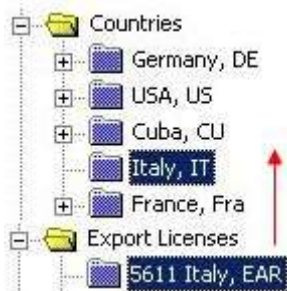 Countries
Germany, DE
USA, US
Cuba, CU
Italy, IT
France, Fra
Export Licenses
5611 Italy, EAR